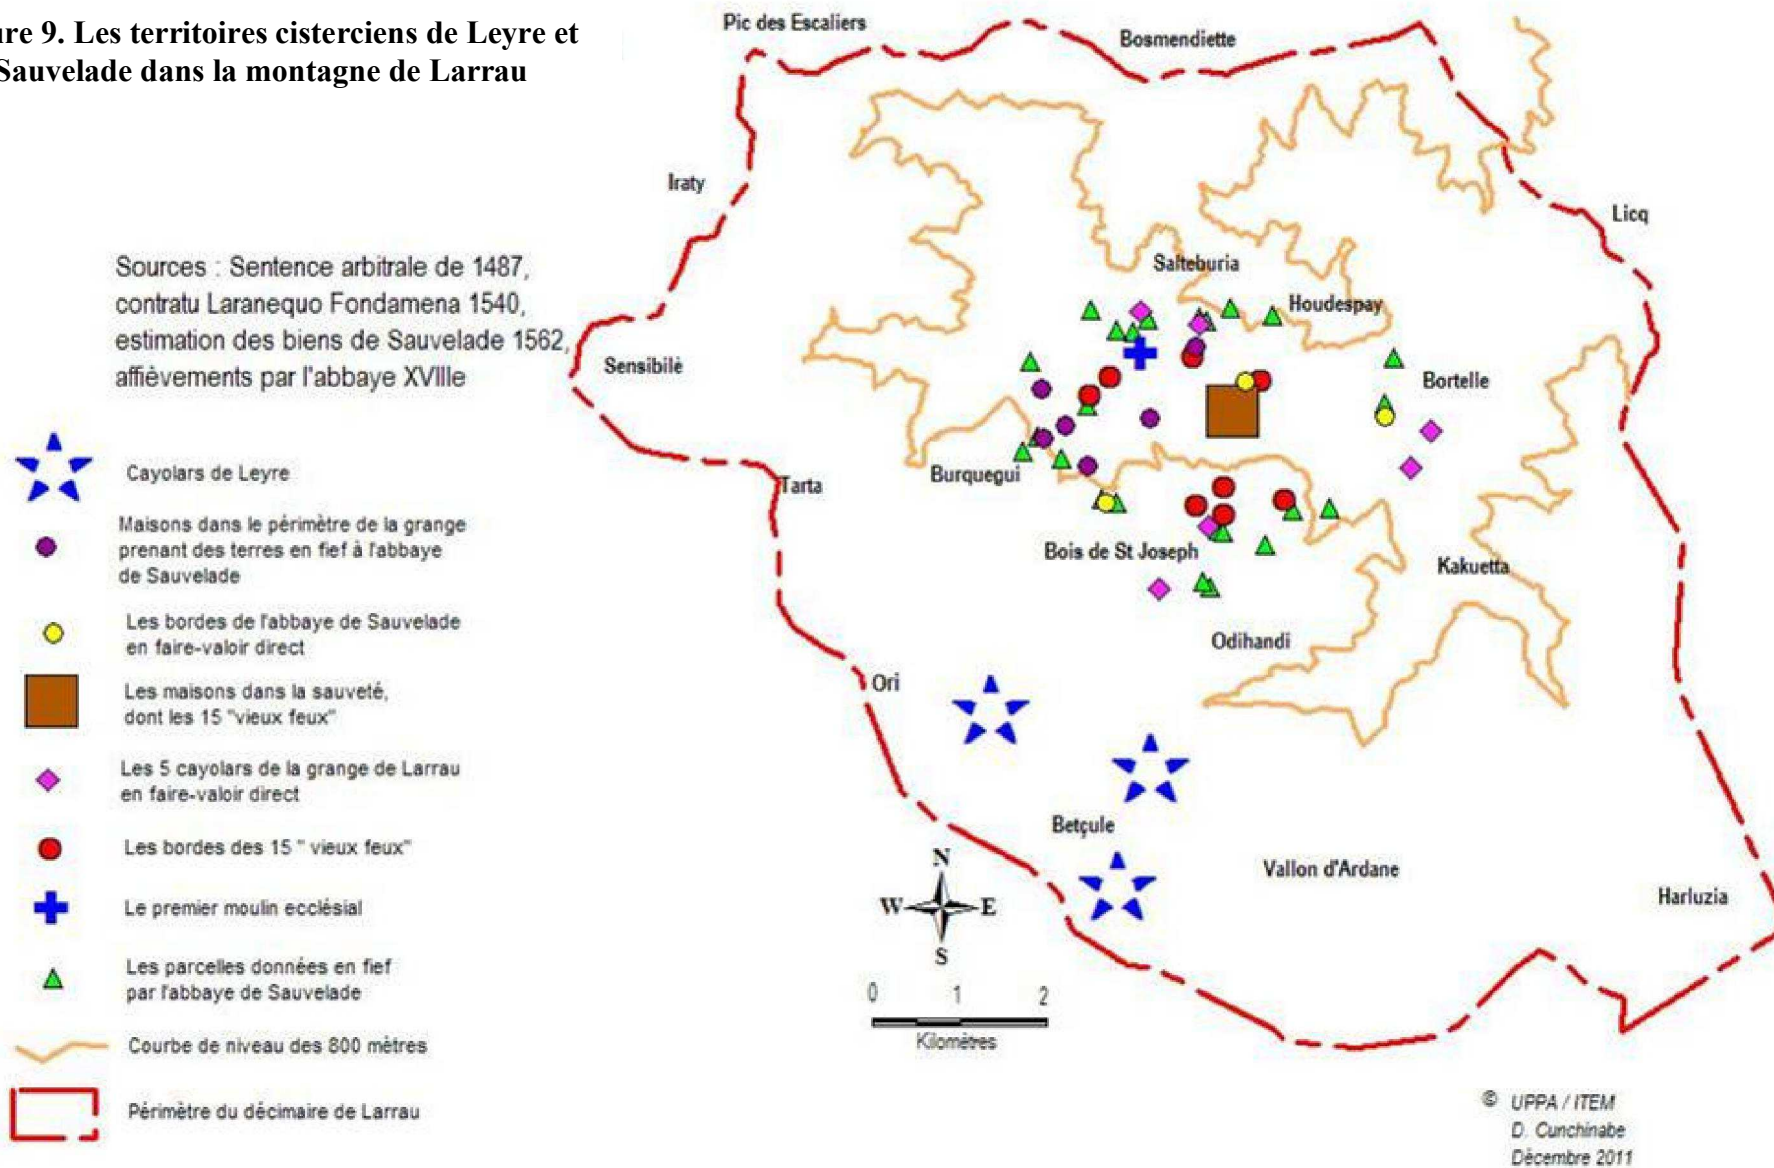 ure 9. Les territoires cisterciens de Leyre et
Sauvelade dans la montagne de Larrau
Pic des Escaliers
Bosmendiette
Iraty
Licq
Sources : Sentence arbitrale de 1487,
contratu Laranequo Fondamena 1540,
estimation des biens de Sauvelade 1562,
affièvements par l'abbaye XVIIIe
Salteburia
Houdespay
Sensibilé
Bortelle
Burquegui
Tarta
Bois de St Joseph
Kakuetta
Odihandi
Ori
Betçule
Vallon d'Ardane
Harluzia
Cayolars de Leyre
Maisons dans le périmètre de la grange
prenant des terres en fief à l'abbaye
de Sauvelade
Les bordes de l'abbaye de Sauvelade
en faire-valoir direct
Les maisons dans la sauveté,
dont les 15 "vieux feux"
Les 5 cayolars de la grange de Larrau
en faire-valoir direct
Les bordes des 15 " vieux feux"
Le premier moulin ecclésial
Les parcelles données en fief
par l'abbaye de Sauvelade
Courbe de niveau des 800 mètres
Périmètre du décimaire de Larrau
N
W E
S
0 1 2
Kilomètres
© UPPA / ITEM
D. Cunchinabe
Décembre 2011